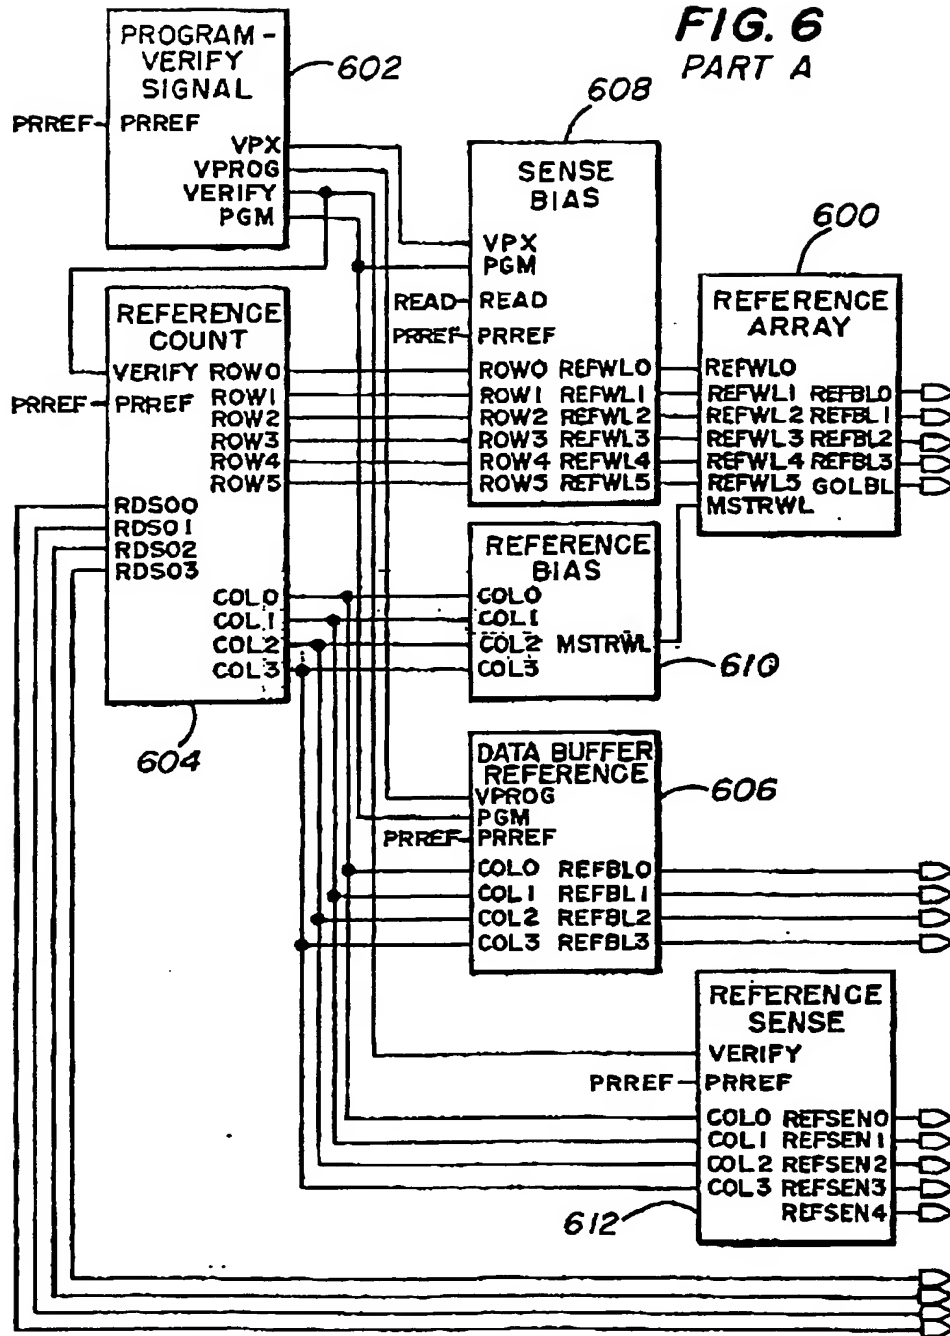 FIG. 6
PART A
PROGRAM-
VERIFY
SIGNAL
602
PRREF PRREF
VPX
VPROG
VERIFY
PGM
608
SENSE
BIAS
VPX
PGM
READ READ
PRREF PRREF
ROW0 REFWL0
ROW1 REFWL1
ROW2 REFWL2
ROW3 REFWL3
ROW4 REFWL4
ROW5 REFWL5
600
REFERENCE
ARRAY
REFWL0
REFWL1 REFBL0
REFWL2 REFBL1
REFWL3 REFBL2
REFWL4 REFBL3
REFWL5 GOLBL
MSTRWL
REFERENCE
COUNT
VERIFY ROW0
PRREF PRREF ROW1
ROW2
ROW3
ROW4
ROW5
RDSO0
RDSO1
RDSO2
RDSO3
COL0
COL1
COL2
COL3
604
REFERENCE
BIAS
COL0
COL1
COL2 MSTRWL
COL3
610
DATA BUFFER
REFERENCE
VPROG
PGM
PRREF PRREF
COL0 REFBL0
COL1 REFBL1
COL2 REFBL2
COL3 REFBL3
606
REFERENCE
SENSE
VERIFY
PRREF PRREF
COL0 REFSEN0
COL1 REFSEN1
COL2 REFSEN2
COL3 REFSEN3
REFSEN4
612